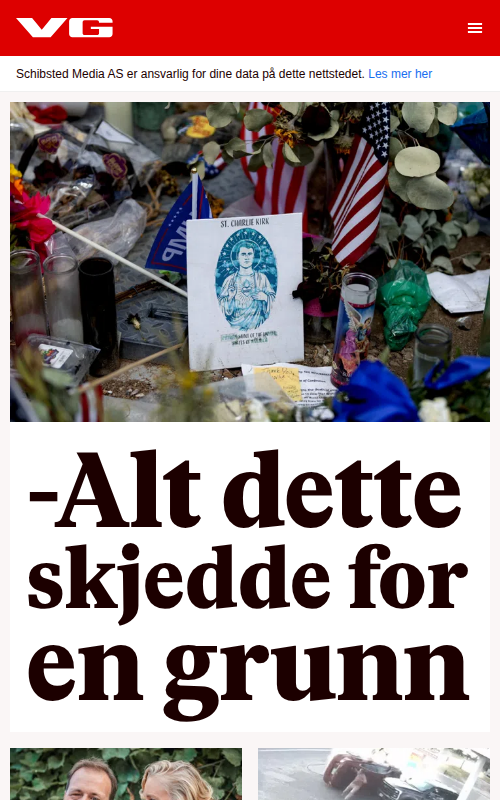 VG
Schibsted Media AS er ansvarlig for dine data på dette nettstedet. Les mer her
ST. CHARLIE KIRK
-Alt dette
skjedde for
en grunn